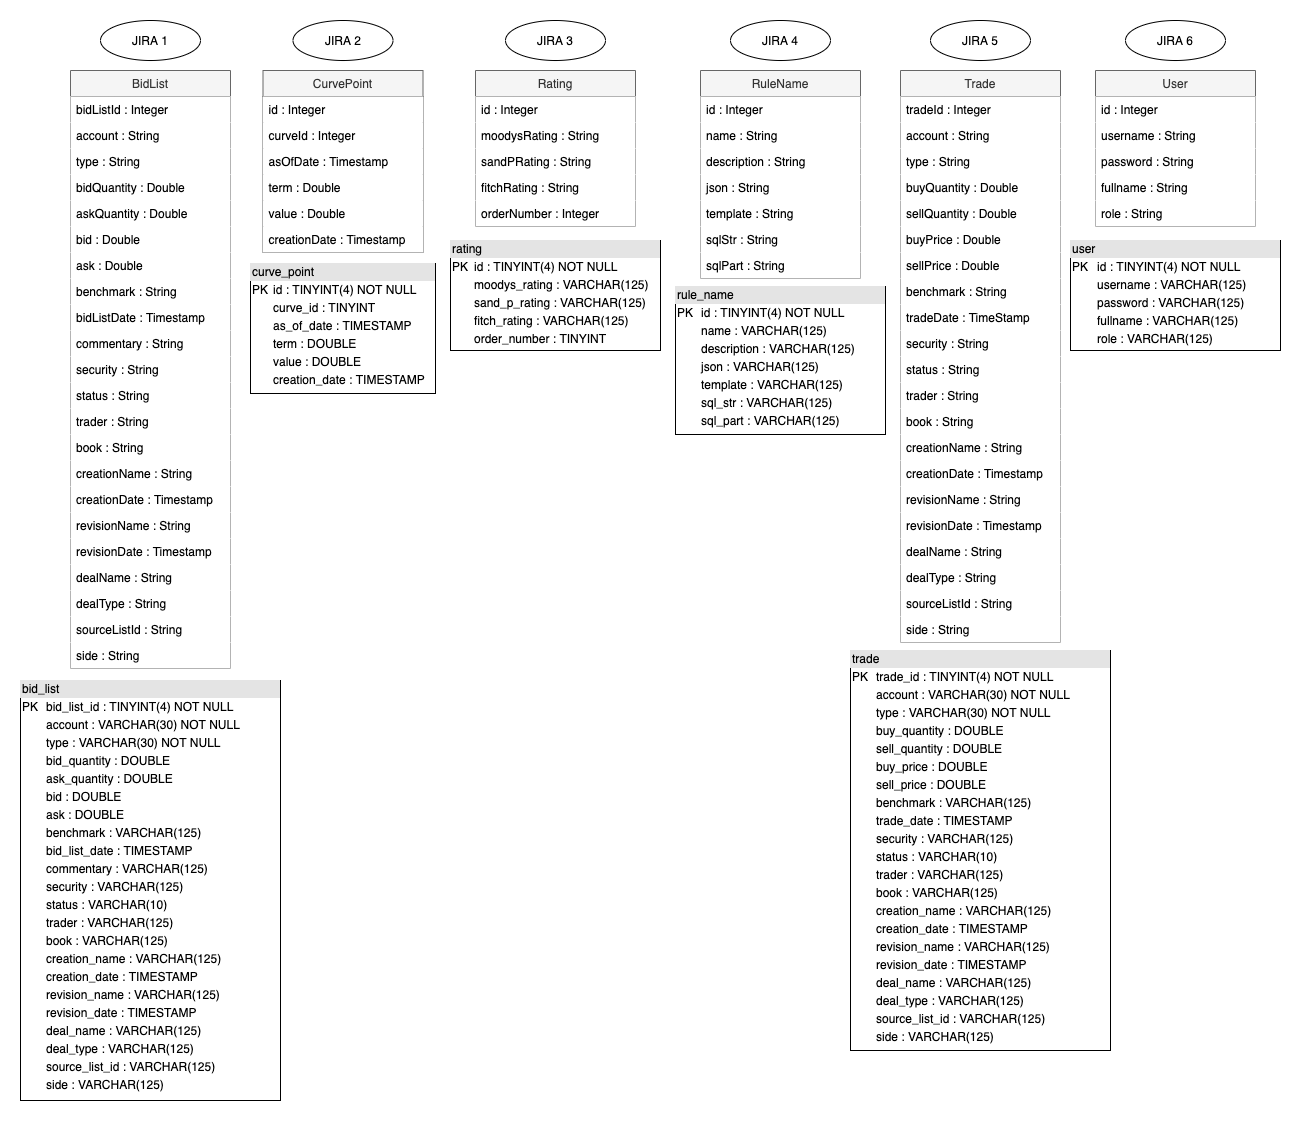 JIRA 1
BidList
bidListId : Integer
account : String
type : String
bidQuantity : Double
askQuantity : Double
bid : Double
ask : Double
benchmark : String
bidListDate : Timestamp
commentary : String
security : String
status : String
trader : String
book : String
creationName : String
creationDate : Timestamp
revisionName : String
revisionDate : Timestamp
dealName : String
dealType : String
sourceListId : String
side : String
bid_list
PK bid_list_id : TINYINT(4) NOT NULL
account : VARCHAR(30) NOT NULL
type : VARCHAR(30) NOT NULL
bid_quantity : DOUBLE
ask_quantity : DOUBLE
bid : DOUBLE
ask : DOUBLE
benchmark : VARCHAR(125)
bid_list_date : TIMESTAMP
commentary : VARCHAR(125)
security : VARCHAR(125)
status : VARCHAR(10)
trader : VARCHAR(125)
book : VARCHAR(125)
creation_name : VARCHAR(125)
creation_date : TIMESTAMP
revision_name : VARCHAR(125)
revision_date : TIMESTAMP
deal_name : VARCHAR(125)
deal_type : VARCHAR(125)
source_list_id : VARCHAR(125)
side : VARCHAR(125)
JIRA 2
CurvePoint
id : Integer
curveId : Integer
asOfDate : Timestamp
term : Double
value : Double
creationDate : Timestamp
curve_point
PK id : TINYINT(4) NOT NULL
curve_id : TINYINT
as_of_date : TIMESTAMP
term : DOUBLE
value : DOUBLE
creation_date : TIMESTAMP
JIRA 3
Rating
id : Integer
moodysRating : String
sandPRating : String
fitchRating : String
orderNumber : Integer
rating
PK id : TINYINT(4) NOT NULL
moodys_rating : VARCHAR(125)
sand_p_rating : VARCHAR(125)
fitch_rating : VARCHAR(125)
order_number : TINYINT
JIRA 4
RuleName
id : Integer
name : String
description : String
json : String
template : String
sqlStr : String
sqlPart : String
rule_name
PK id : TINYINT(4) NOT NULL
name : VARCHAR(125)
description : VARCHAR(125)
json : VARCHAR(125)
template : VARCHAR(125)
sql_str : VARCHAR(125)
sql_part : VARCHAR(125)
JIRA 5
Trade
tradeId : Integer
account : String
type : String
buyQuantity : Double
sellQuantity : Double
buyPrice : Double
sellPrice : Double
benchmark : String
tradeDate : TimeStamp
security : String
status : String
trader : String
book : String
creationName : String
creationDate : Timestamp
revisionName : String
revisionDate : Timestamp
dealName : String
dealType : String
sourceListId : String
side : String
trade
PK trade_id : TINYINT(4) NOT NULL
account : VARCHAR(30) NOT NULL
type : VARCHAR(30) NOT NULL
buy_quantity : DOUBLE
sell_quantity : DOUBLE
buy_price : DOUBLE
sell_price : DOUBLE
benchmark : VARCHAR(125)
trade_date : TIMESTAMP
security : VARCHAR(125)
status : VARCHAR(10)
trader : VARCHAR(125)
book : VARCHAR(125)
creation_name : VARCHAR(125)
creation_date : TIMESTAMP
revision_name : VARCHAR(125)
revision_date : TIMESTAMP
deal_name : VARCHAR(125)
deal_type : VARCHAR(125)
source_list_id : VARCHAR(125)
side : VARCHAR(125)
JIRA 6
User
id : Integer
username : String
password : String
fullname : String
role : String
user
PK id : TINYINT(4) NOT NULL
username : VARCHAR(125)
password : VARCHAR(125)
fullname : VARCHAR(125)
role : VARCHAR(125)